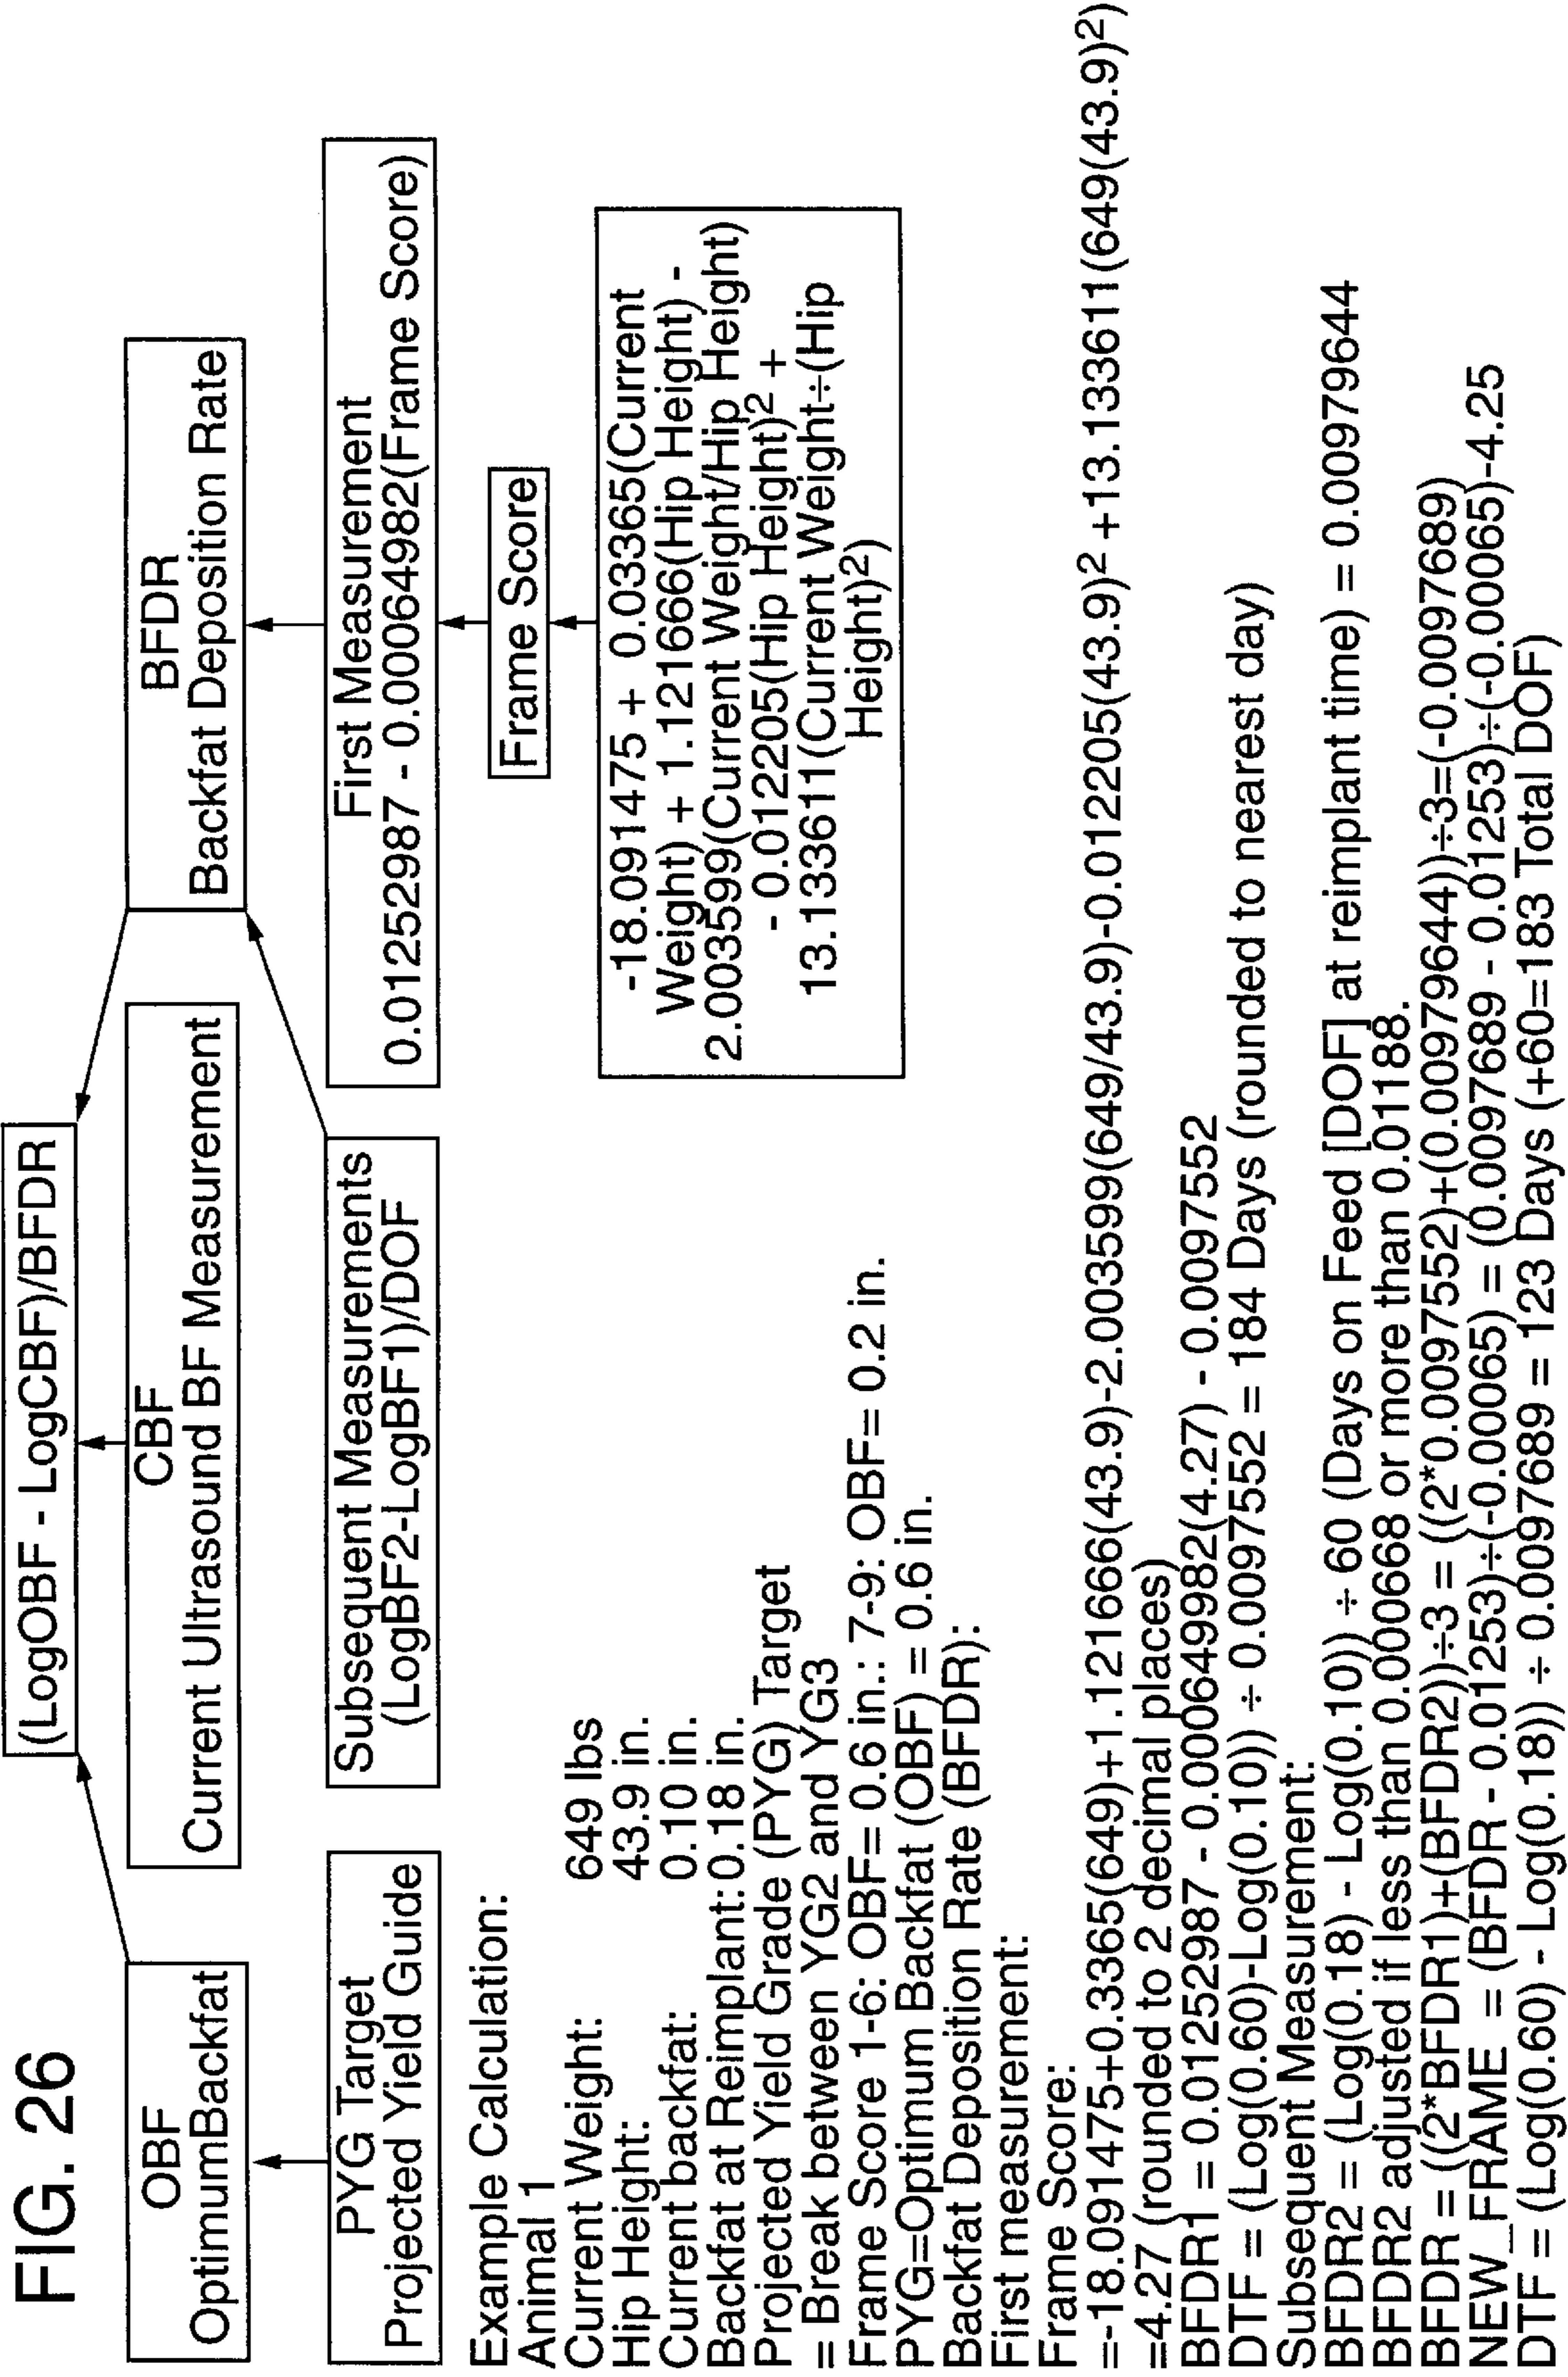 FIG. 26
(LogOBF - LogCBF)/BFDR
OBF
OptimumBackfat
CBF
Current Ultrasound BF Measurement
BFDR
Backfat Deposition Rate
PYG Target
Projected Yield Guide
Subsequent Measurements
(LogBF2-LogBF1)/DOF
First Measurement
0.01252987 - 0.00064982(Frame Score)
Frame Score
-18.091475 + 0.03365(Current
Weight) + 1.121666(Hip Height) -
2.003599(Current Weight/Hip Height)
- 0.012205(Hip Height)2 +
13.133611(Current Weight÷(Hip
Height)2)
Example Calculation:
Animal 1
Current Weight: 649 lbs
Hip Height: 43.9 in.
Current backfat: 0.10 in.
Backfat at Reimplant: 0.18 in.
Projected Yield Grade (PYG) Target
= Break between YG2 and YG3
Frame Score 1-6: OBF= 0.6 in.: 7-9: OBF= 0.2 in.
PYG=Optimum Backfat (OBF) = 0.6 in.
Backfat Deposition Rate (BFDR):
First measurement:
Frame Score:
=-18.091475+0.3365(649)+1.121666(43.9)-2.003599(649/43.9)-0.012205(43.9)2 +13.133611(649(43.9)2)
=4.27 (rounded to 2 decimal places)
BFDR1 = 0.01252987 - 0.00064982(4.27) - 0.0097552
DTF = (Log(0.60)-Log(0.10)) ÷ 0.0097552 = 184 Days (rounded to nearest day)
Subsequent Measurement:
BFDR2 = (Log(0.18) - Log(0.10)) ÷ 60 (Days on Feed [DOF] at reimplant time) = 0.00979644
BFDR2 adjusted if less than 0.000668 or more than 0.01188.
BFDR = ((2*BFDR1)+(BFDR2))÷3 = ((2*0.0097552)+(0.00979644))÷3=(-0.0097689)
NEW_FRAME = (BFDR - 0.01253)÷(-0.00065) = (0.0097689 - 0.01253)÷(-0.00065)-4.25
DTF = (Log(0.60) - Log(0.18)) ÷ 0.0097689 = 123 Days (+60=183 Total DOF)